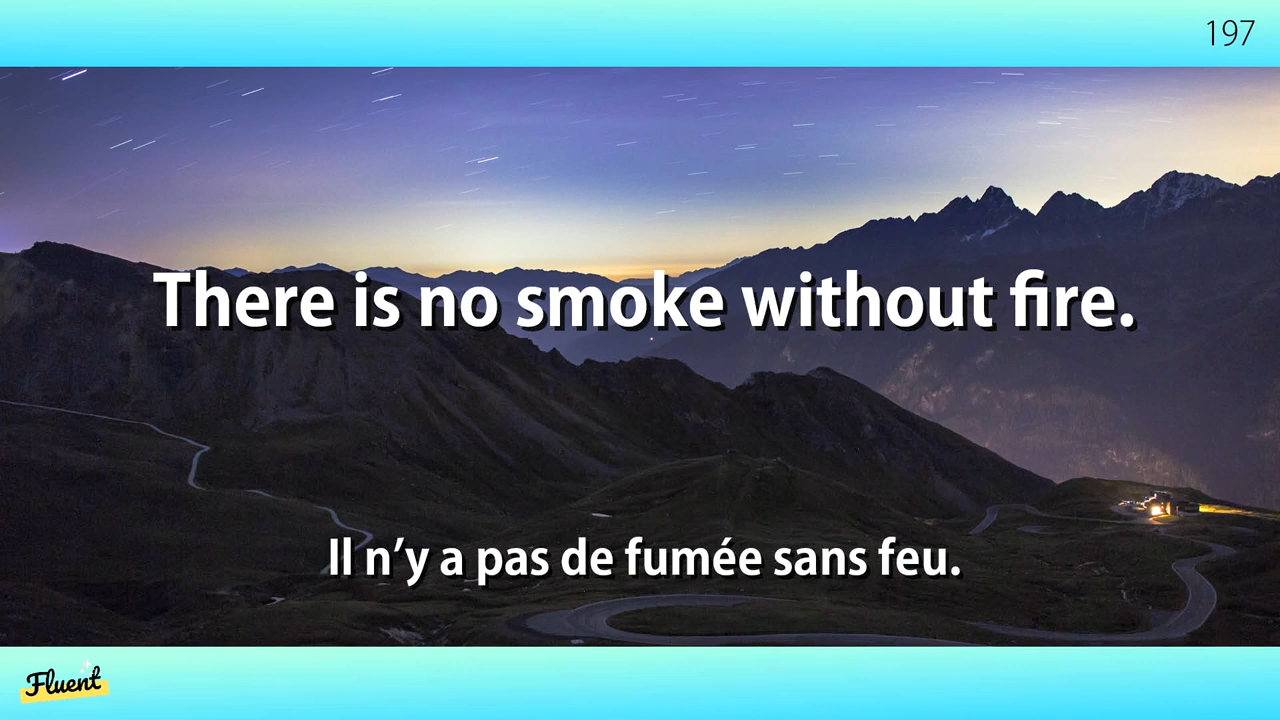 197
There is no smoke without fire.
Il n’y a pas de fumée sans feu.
Fluent